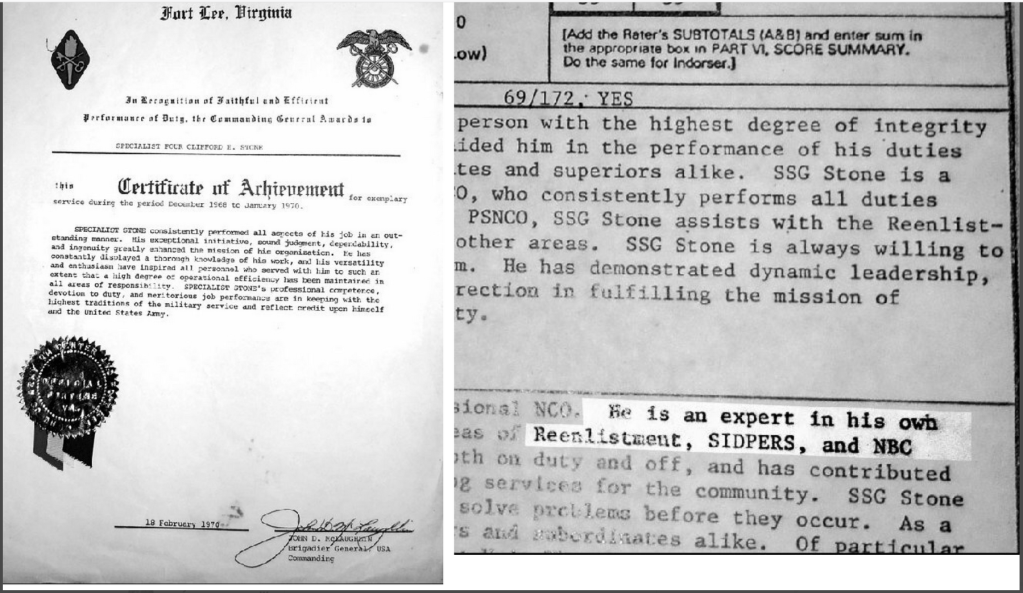 Fort Lee, Virginia
In Recognition of Faithful and Efficient
Performance of Duty, the Commanding General Awards to
SPECIALIST FOUR CLIFFORD E. STONE
this Certificate of Achievement for exemplary
service during the period December 1968 to January 1970.
SPECIALIST STONE consistently performed all aspects of his job in an out-
standing manner. His exceptional initiative, sound judgment, dependability,
and ingenuity greatly enhanced the mission of his organization. He has
constantly displayed a thorough knowledge of his work, and his versatility
and enthusiasm have inspired all personnel who served with him to such an
extent that a high degree of operational efficiency has been maintained in
all areas of responsibility. SPECIALIST STONE's professional competence,
devotion to duty, and meritorious job performance are in keeping with the
highest traditions of the military service and reflect credit upon himself
and the United States Army.
OFFICIAL
18 February 1970
JOHN D. MCLAUGHLIN
Brigadier General, USA
Commanding
0
.ow)
[Add the Rater's SUBTOTALS (A&B) and enter sum in
the appropriate box in PART VI, SCORE SUMMARY.
Do the same for Indorser.]
69/172, YES
person with the highest degree of integrity
ided him in the performance of his duties
tes and superiors alike. SSG Stone is a
O, who consistently performs all duties
PSNCO, SSG Stone assists with the Reenlist-
other areas. SSG Stone is always willing to
m. He has demonstrated dynamic leadership,
rection in fulfilling the mission of
ty.
sional NCO. He is an expert in his own
eas of Reenlistment, SIDPERS, and NBC
oth on duty and off, and has contributed
g services for the community. SSG Stone
solve problems before they occur. As a
s and subordinates alike. Of particular